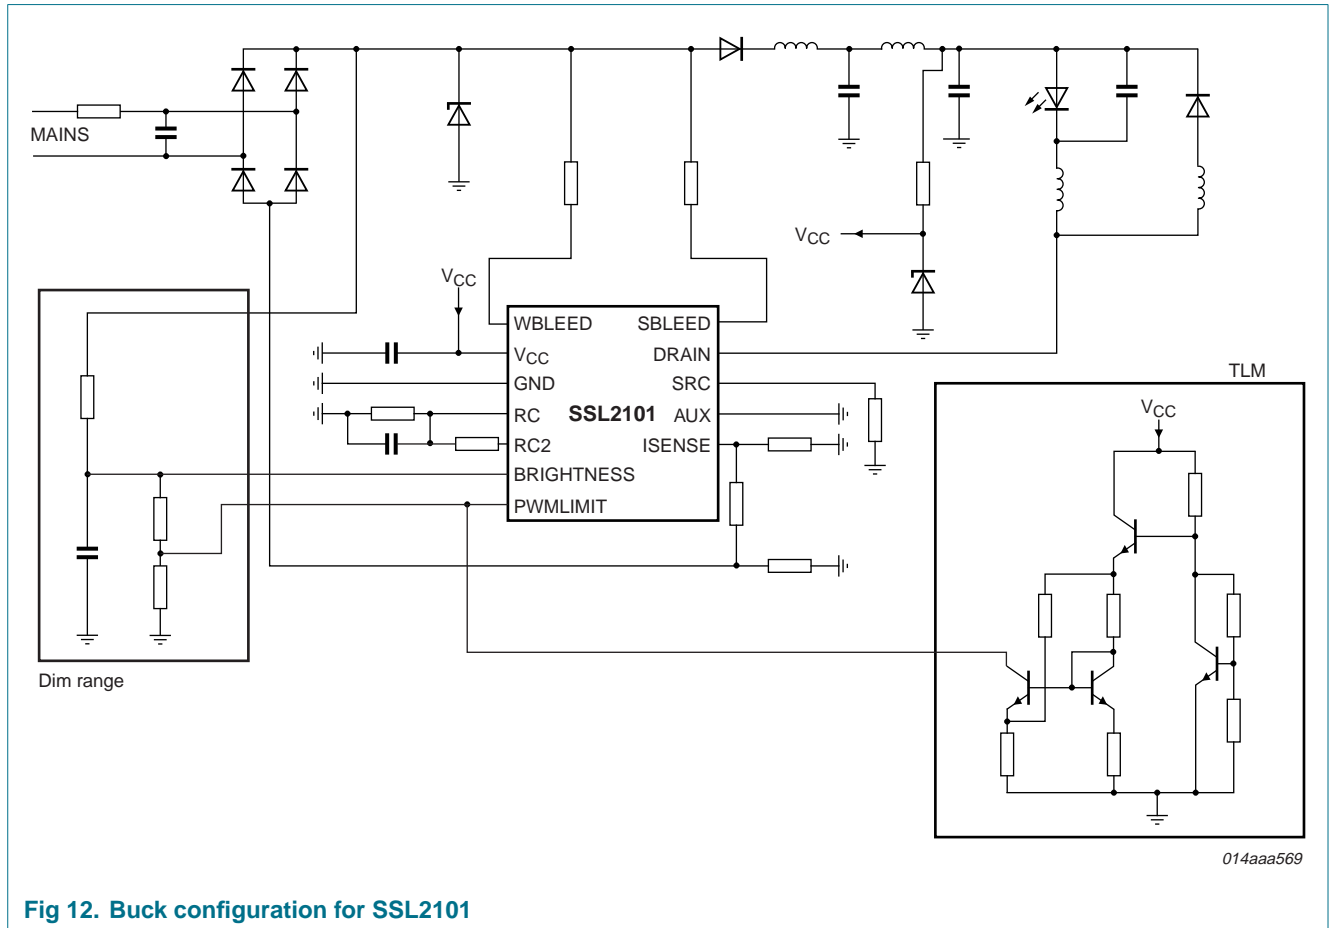 MAINS
VCC
VCC
WBLEED SBLEED
VCC DRAIN
GND SRC
RC SSL2101 AUX
RC2 ISENSE
BRIGHTNESS
PWMLIMIT
TLM
VCC
Dim range
014aaa569
Fig 12. Buck configuration for SSL2101